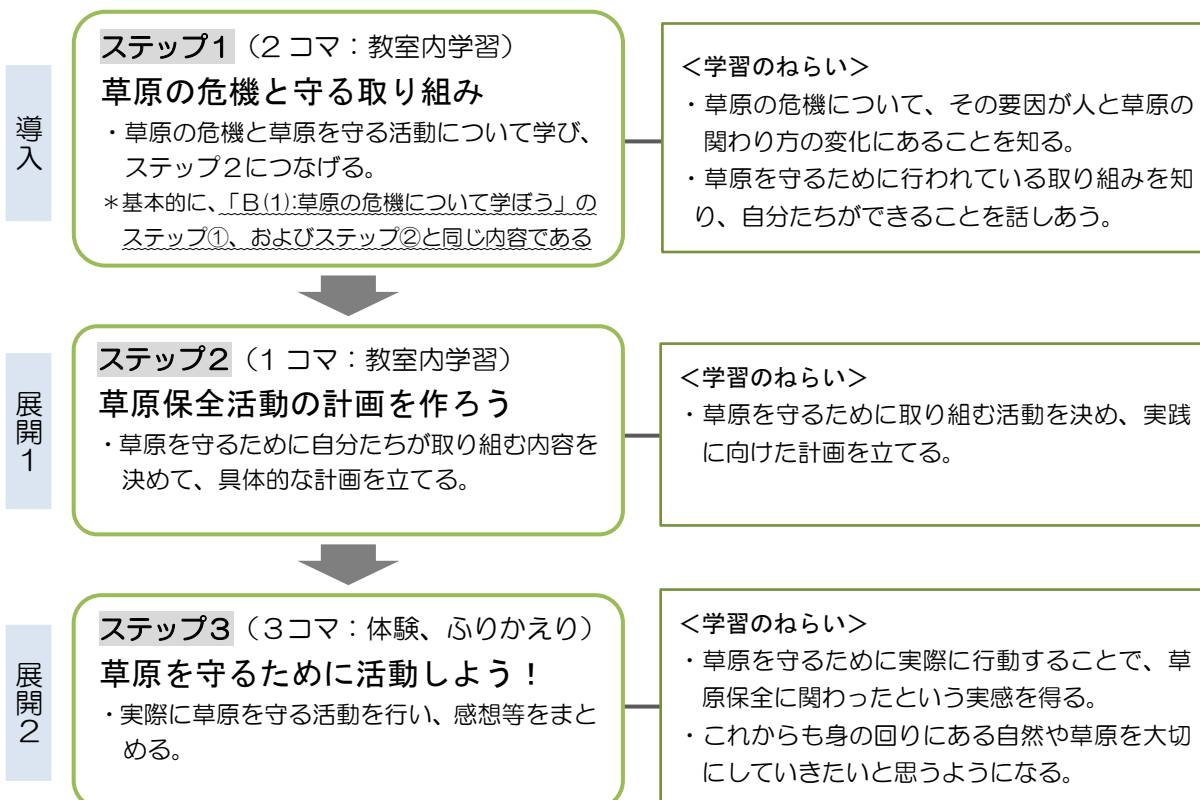 導入
ステップ1（2コマ：教室内学習）
草原の危機と守る取り組み
・草原の危機と草原を守る活動について学び、
ステップ2につなげる。
＊基本的に、「B(1):草原の危機について学ぼう」の
ステップ①、およびステップ②と同じ内容である
＜学習のねらい＞
・草原の危機について、その要因が人と草原の
関わり方の変化にあることを知る。
・草原を守るために行われている取り組みを知
り、自分たちができることを話しあう。
展開1
ステップ2（1コマ：教室内学習）
草原保全活動の計画を作ろう
・草原を守るために自分たちが取り組む内容を
決めて、具体的な計画を立てる。
＜学習のねらい＞
・草原を守るために取り組む活動を決め、実践
に向けた計画を立てる。
展開2
ステップ3（3コマ：体験、ふりかえり）
草原を守るために活動しよう！
・実際に草原を守る活動を行い、感想等をまと
める。
＜学習のねらい＞
・草原を守るために実際に行動することで、草
原保全に関わったという実感を得る。
・これからも身の回りにある自然や草原を大切
にしていきたいと思うようになる。